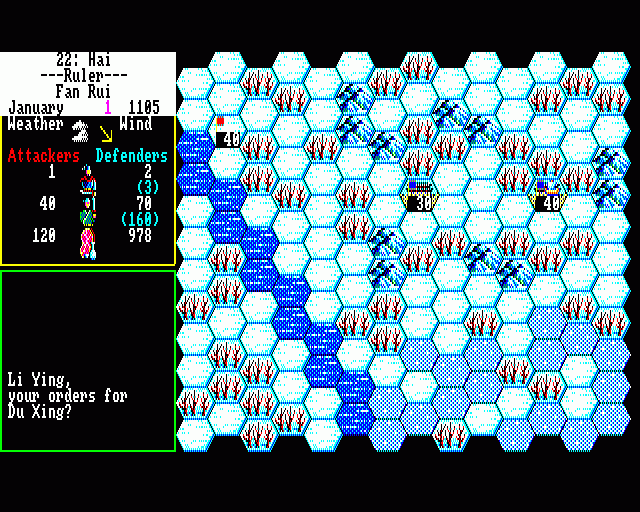 22: Hai
---Ruler---
Fan Rui
January 1 1105
Weather Wind
Attackers Defenders
1 2
(3)
40 70
(160)
120 978
Li Ying,
your orders for
Du Xing?
40
30
40